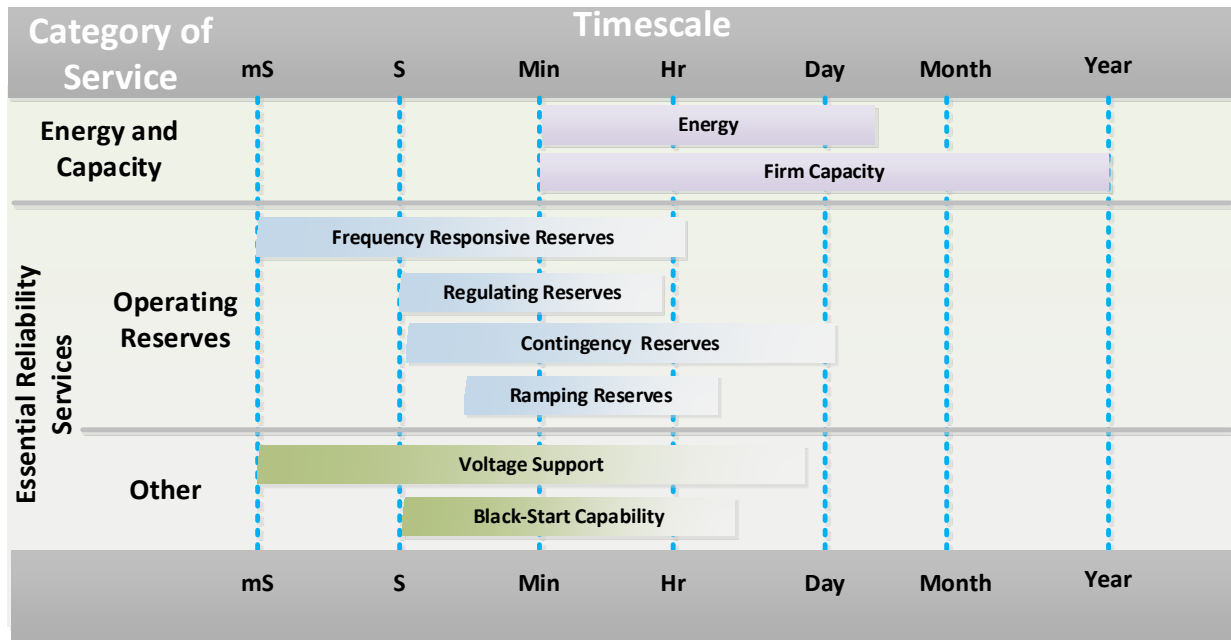 Category of
Service
Timescale
mS S Min Hr Day Month Year
Energy and
Capacity
Energy
Firm Capacity
Essential Reliability
Services
Operating
Reserves
Frequency Responsive Reserves
Regulating Reserves
Contingency Reserves
Ramping Reserves
Other
Voltage Support
Black-Start Capability
mS S Min Hr Day Month Year